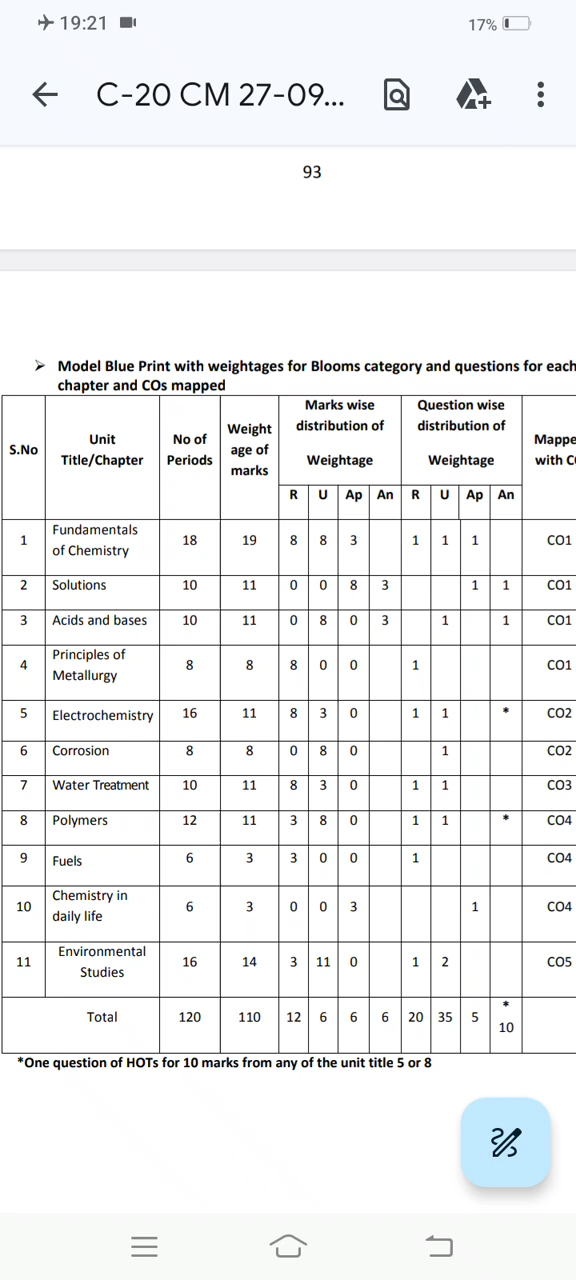 19:21
17%
C-20 CM 27-09...
93
➢ Model Blue Print with weightages for Blooms category and questions for each
chapter and COs mapped
S.No | Unit Title/Chapter | No of Periods | Weight age of marks | Marks wise distribution of Weightage | Question wise distribution of Weightage | Mappe with C
R U Ap An R U Ap An
1 Fundamentals of Chemistry 18 19 8 8 3 1 1 1 CO1
2 Solutions 10 11 0 0 8 3 1 1 CO1
3 Acids and bases 10 11 0 8 0 3 1 1 CO1
4 Principles of Metallurgy 8 8 8 0 0 1 CO1
5 Electrochemistry 16 11 8 3 0 1 1 * CO2
6 Corrosion 8 8 0 8 0 1 CO2
7 Water Treatment 10 11 8 3 0 1 1 CO3
8 Polymers 12 11 3 8 0 1 1 * CO4
9 Fuels 6 3 3 0 0 1 CO4
10 Chemistry in daily life 6 3 0 0 3 1 CO4
11 Environmental Studies 16 14 3 11 0 1 2 CO5
Total 120 110 12 6 6 6 20 35 5 * 10
*One question of HOTs for 10 marks from any of the unit title 5 or 8